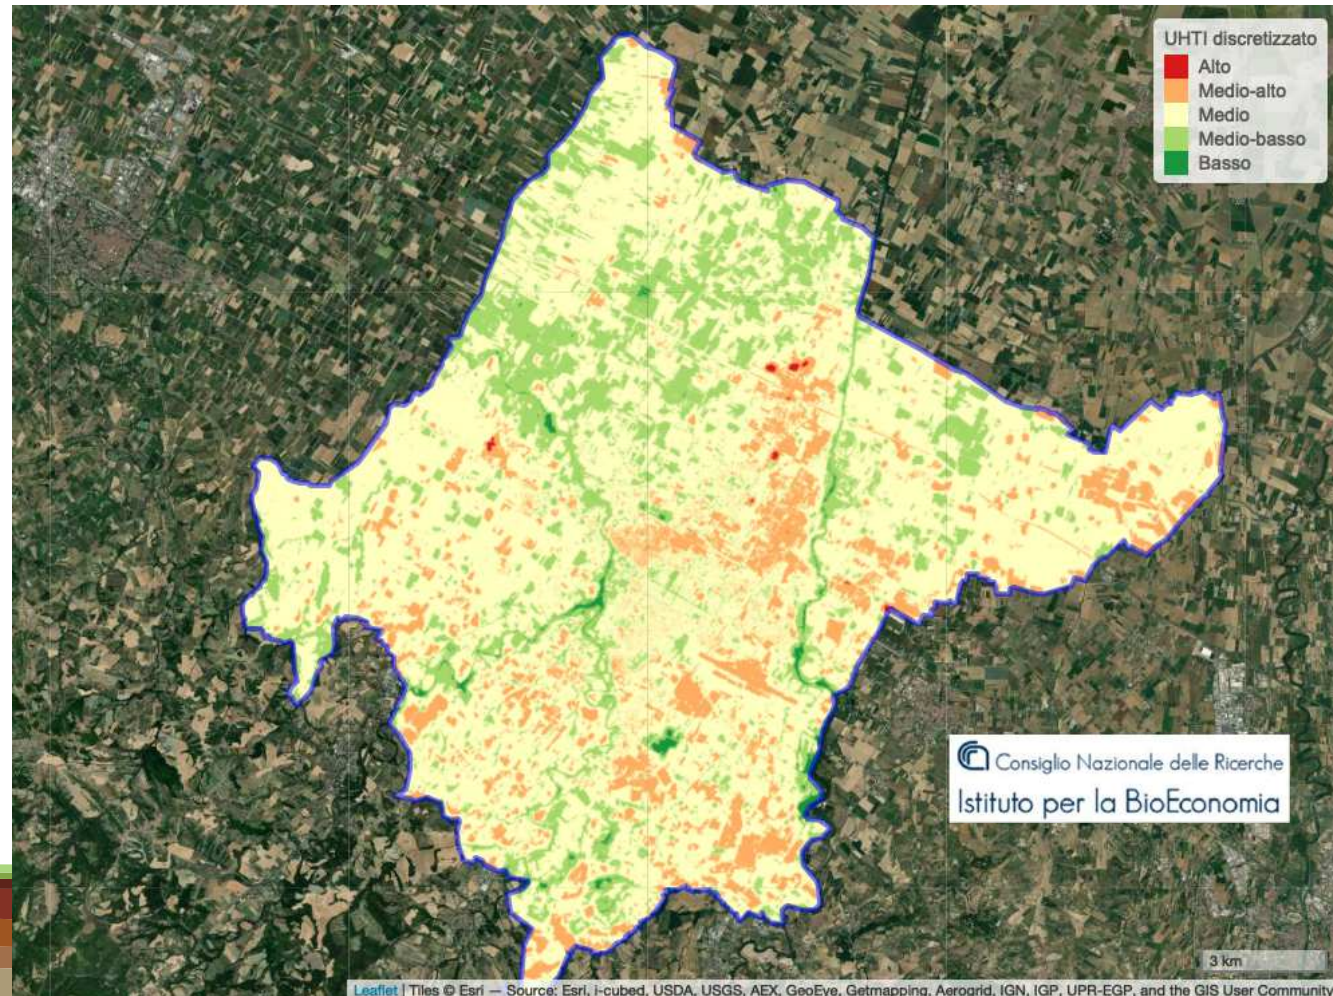 UHTI discretizzato
Alto
Medio-alto
Medio
Medio-basso
Basso
Consiglio Nazionale delle Ricerche
Istituto per la BioEconomia
3 km
Leaflet | Tiles © Esri — Source: Esri, i-cubed, USDA, USGS, AEX, GeoEye, Getmapping, Aerogrid, IGN, IGP, UPR-EGP, and the GIS User Community